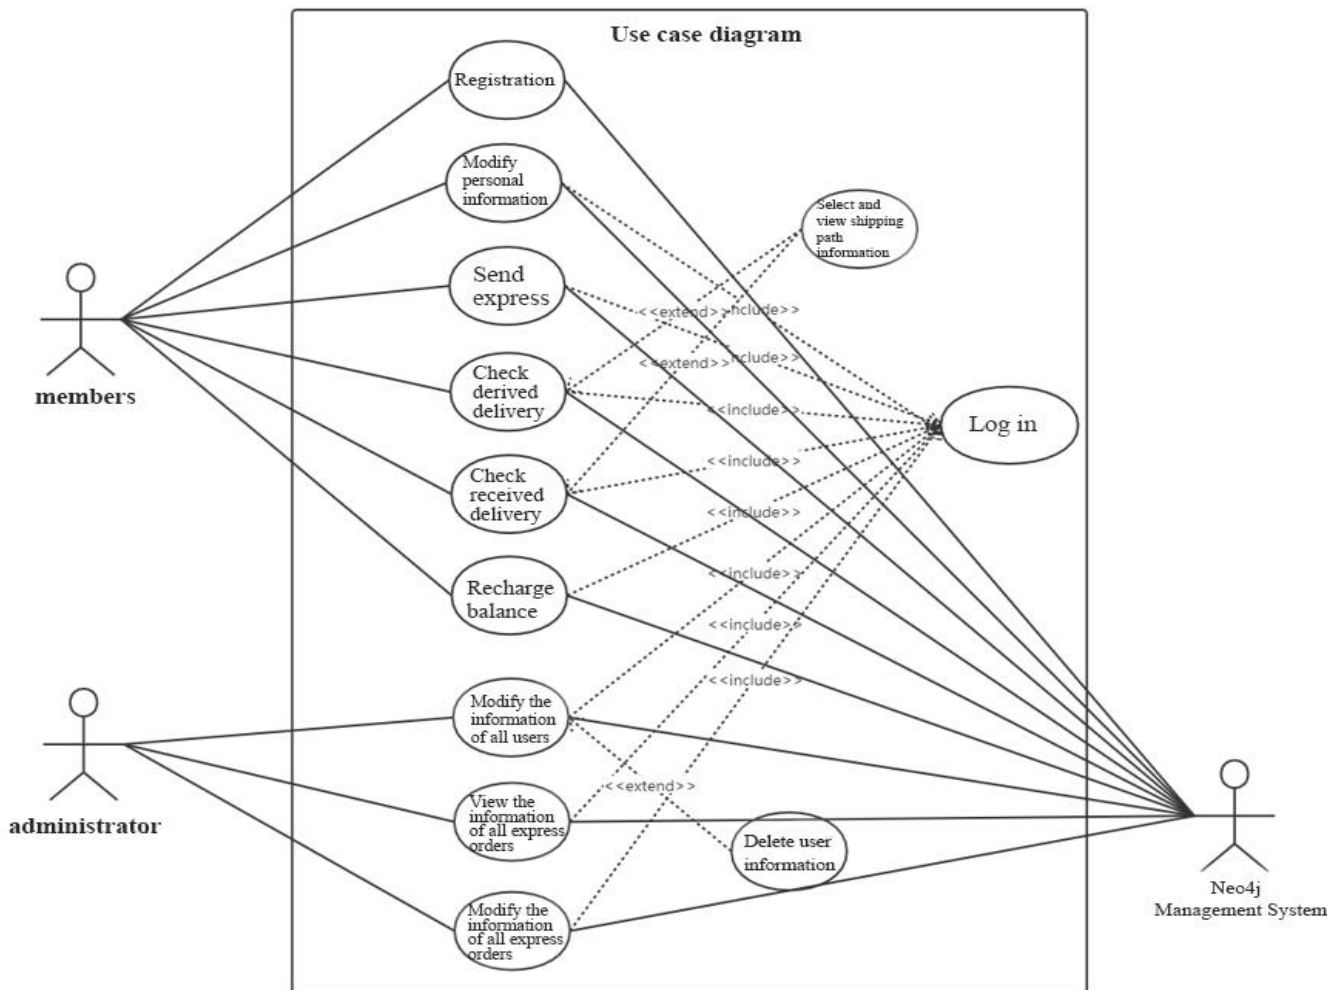 Use case diagram
Registration
Modify
personal
information
Select and
view shipping
path
information
Send
express
<<extend>>
nclude>>
<<extend>>
nclude>>
Check
derived
delivery
members
<<include>>
Log in
<<include>>
Check
received
delivery
<<include>>
<<include>>
Recharge
balance
<<include>>
<<include>>
Modify the
information
of all users
<<extend>>
View the
information
of all express
orders
administrator
Delete user
information
Neo4j
Management System
Modify the
information
of all express
orders